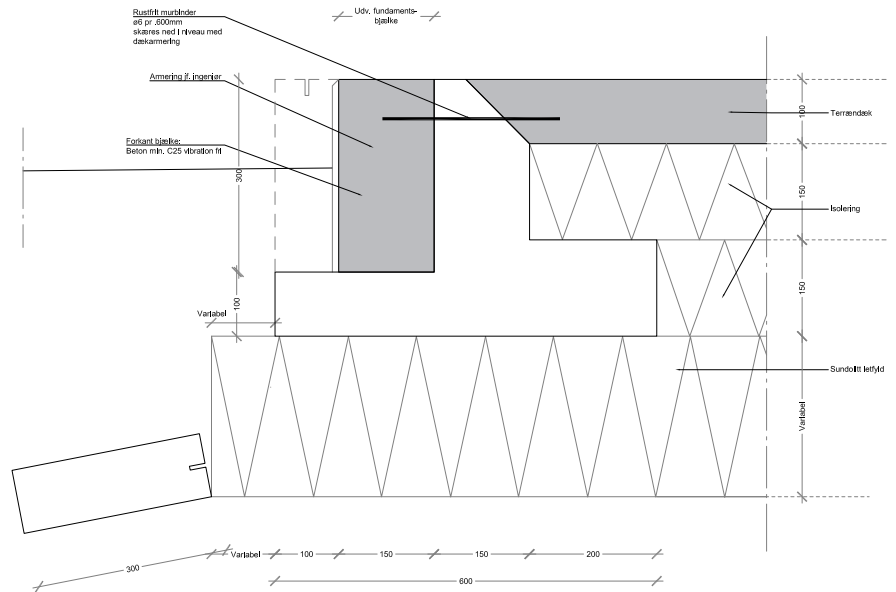 Rustfrit murbinder
ø6 pr .600mm
skæres ned i niveau med
dækarmering
Udv. fundaments-
bjælke
Armering jf. ingeniør
Forkant bjælke:
Beton min. C25 vibration fri
300
100
Terrændæk
150
Isolering
150
100
Variabel
Sundolitt letfyld
Variabel
300
Variabel
100
150
150
200
600